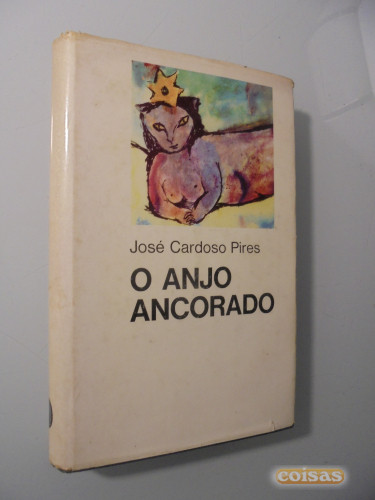 José Cardoso Pires
O ANJO
ANCORADO
coisas